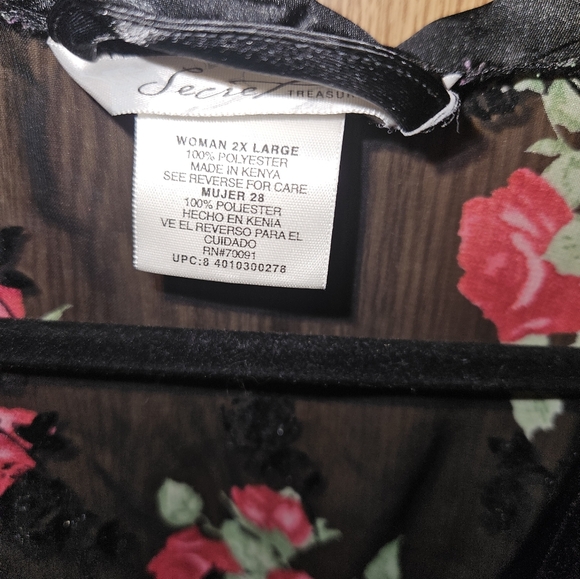 Secret
TREASU
WOMAN 2X LARGE
100% POLYESTER
MADE IN KENYA
SEE REVERSE FOR CARE
MUJER 28
100% POLIESTER
HECHO EN KENIA
VE EL REVERSO PARA EL
CUIDADO
RN#70091
UPC:8 4010300278